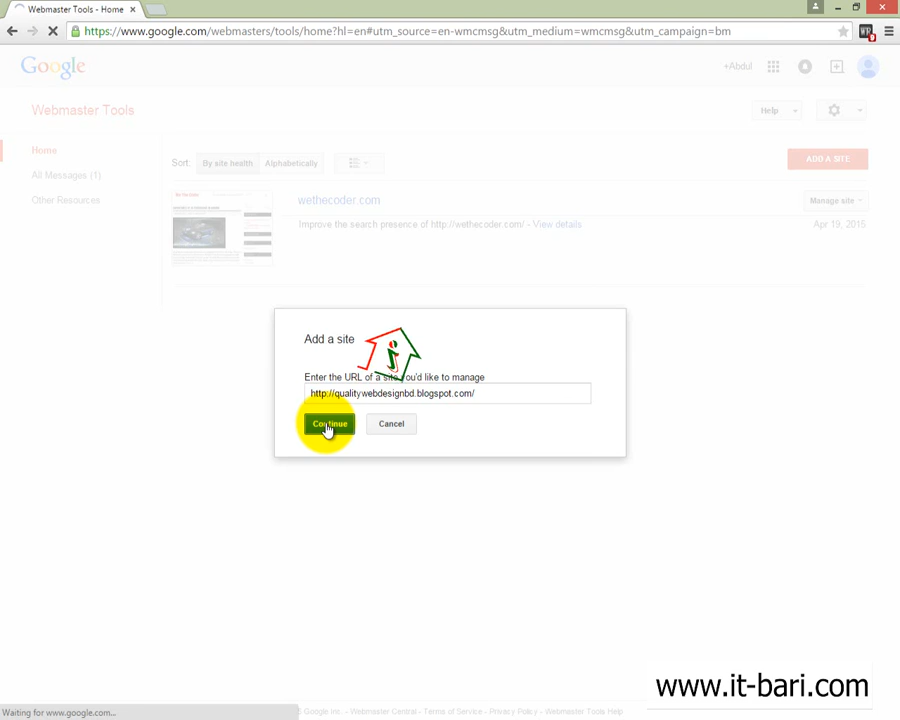 Webmaster Tools - Home
https://www.google.com/webmasters/tools/home?hl=en#utm_source=en-wmcmsg&utm_medium=wmcmsg&utm_campaign=bm
Google
+Abdul
Webmaster Tools
Help
Home
Sort:
By site health
Alphabetically
ADD A SITE
All Messages (1)
Other Resources
wethecoder.com
Manage site
Improve the search presence of http://wethecoder.com/ - View details
Apr 19, 2015
Add a site
Enter the URL of a site you'd like to manage
http://qualitywebdesignbd.blogspot.com/
Continue
Cancel
www.it-bari.com
Waiting for www.google.com...
Google Inc. - Webmaster Central - Terms of Service - Privacy Policy - Webmaster Tools Help